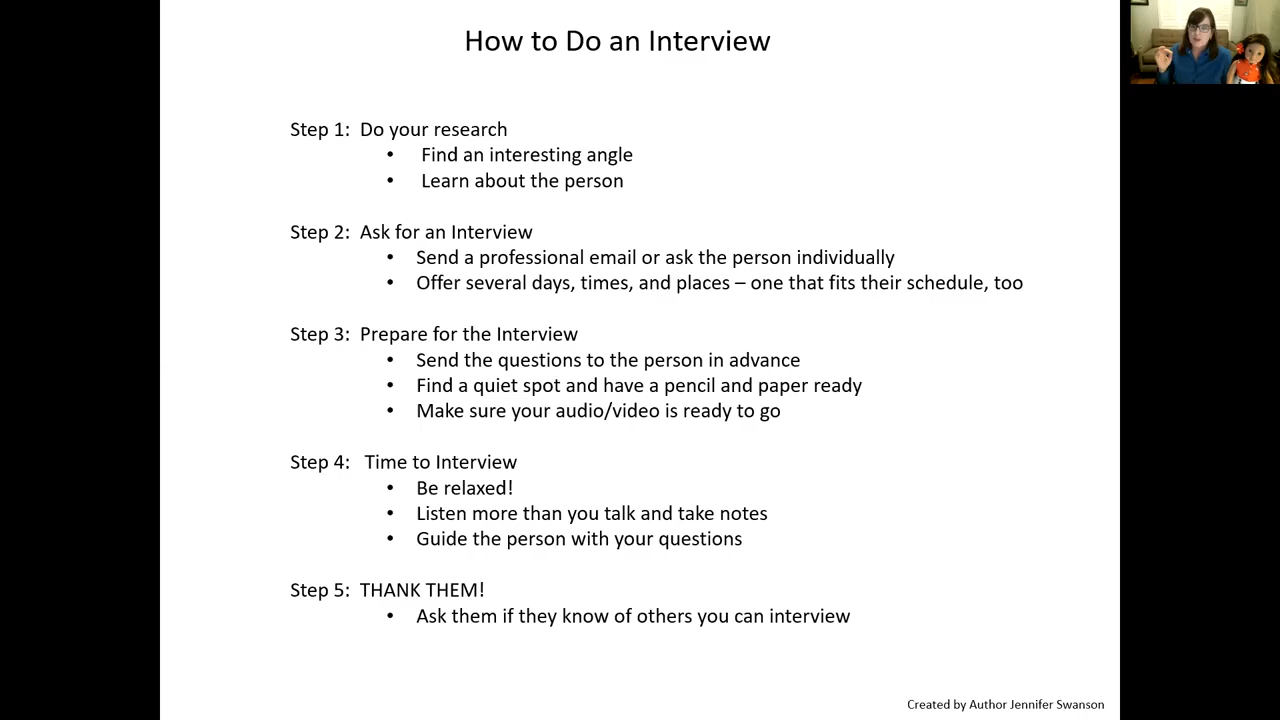 How to Do an Interview
Step 1: Do your research
• Find an interesting angle
• Learn about the person
Step 2: Ask for an Interview
• Send a professional email or ask the person individually
• Offer several days, times, and places – one that fits their schedule, too
Step 3: Prepare for the Interview
• Send the questions to the person in advance
• Find a quiet spot and have a pencil and paper ready
• Make sure your audio/video is ready to go
Step 4: Time to Interview
• Be relaxed!
• Listen more than you talk and take notes
• Guide the person with your questions
Step 5: THANK THEM!
• Ask them if they know of others you can interview
Created by Author Jennifer Swanson